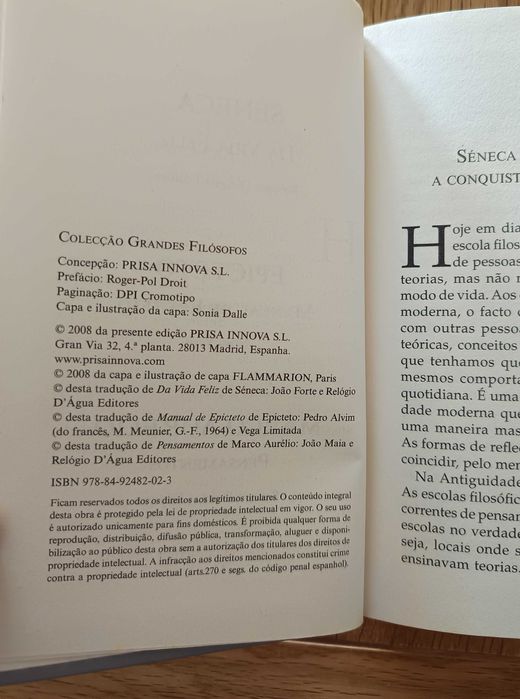 COLECÇÃO GRANDES FILÓSOFOS
Concepção: PRISA INNOVA S.L.
Prefácio: Roger-Pol Droit
Paginação: DPI Cromotipo
Capa e ilustração da capa: Sonia Dalle
© 2008 da presente edição PRISA INNOVA S.L.
Gran Via 32, 4.ª planta. 28013 Madrid, Espanha.
www.prisainnova.com
© 2008 da capa e ilustração de capa FLAMMARION, Paris
© desta tradução de Da Vida Feliz de Séneca: João Forte e Relógio
D'Água Editores
© desta tradução de Manual de Epicteto de Epicteto: Pedro Alvim
(do francês, M. Meunier, G.-F., 1964) e Vega Limitada
© desta tradução de Pensamentos de Marco Aurélio: João Maia e
Relógio D'Água Editores
ISBN 978-84-92482-02-3
Ficam reservados todos os direitos aos legítimos titulares. O conteúdo integral
desta obra é protegido pela lei de propriedade intelectual em vigor. O seu uso
é autorizado unicamente para fins domésticos. É proibida qualquer forma de
reprodução, distribuição, difusão pública, transformação, aluguer e disponi-
bilização ao público desta obra sem a autorização dos titulares dos direitos de
propriedade intelectual. A infracção aos direitos mencionados constitui crime
contra a propriedade intelectual (arts.270 e segs. do código penal espanhol).
SÉNECA
A CONQUIST
Hoje em dia
escola filos
de pessoas
teorias, mas não
modo de vida. Aos
moderna, o facto
com outras pesso
teóricas, conceitos
que tenhamos que
mesmos comporta
quotidiana. É uma
dade moderna que
uma maneira mas
As formas de refle
coincidir, pelo men
Na Antiguidade
As escolas filosófic
correntes de pensan
escolas no verdade
seja, locais onde s
ensinavam teorias.